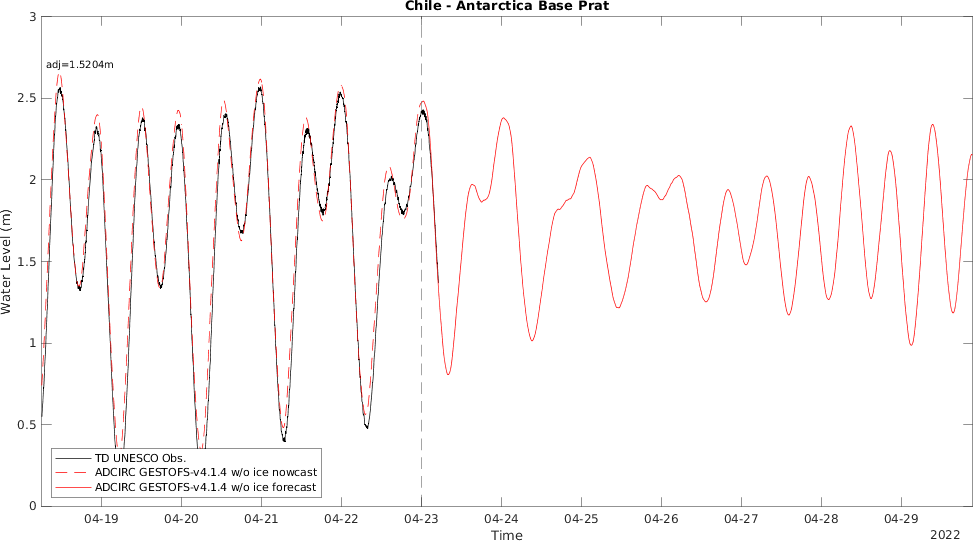 Chile - Antarctica Base Prat
adj=1.5204m
3
2.5
2
1.5
1
0.5
0
Water Level (m)
TD UNESCO Obs.
ADCIRC GESTOFS-v4.1.4 w/o ice nowcast
ADCIRC GESTOFS-v4.1.4 w/o ice forecast
04-19 04-20 04-21 04-22 04-23 04-24 04-25 04-26 04-27 04-28 04-29
Time
2022